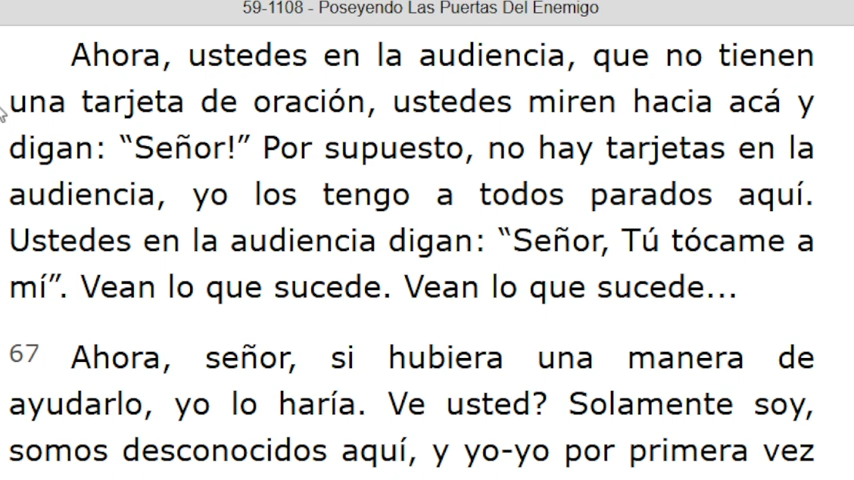 59-1108 - Poseyendo Las Puertas Del Enemigo
Ahora, ustedes en la audiencia, que no tienen
una tarjeta de oración, ustedes miren hacia acá y
digan: “Señor!” Por supuesto, no hay tarjetas en la
audiencia, yo los tengo a todos parados aquí.
Ustedes en la audiencia digan: “Señor, Tú tócame a
mí”. Vean lo que sucede. Vean lo que sucede...
67 Ahora, señor, si hubiera una manera de
ayudarlo, yo lo haría. Ve usted? Solamente soy,
somos desconocidos aquí, y yo-yo por primera vez